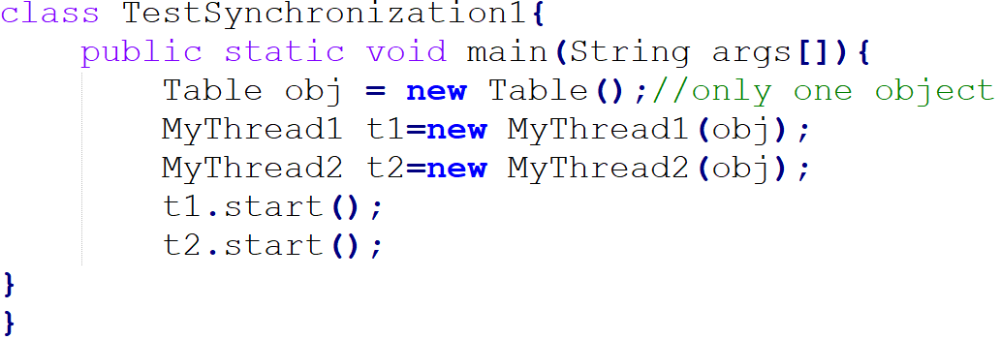 class TestSynchronization1{
public static void main(String args[]){
Table obj = new Table();//only one object
MyThread1 t1=new MyThread1(obj);
MyThread2 t2=new MyThread2(obj);
t1.start();
t2.start();
}
}